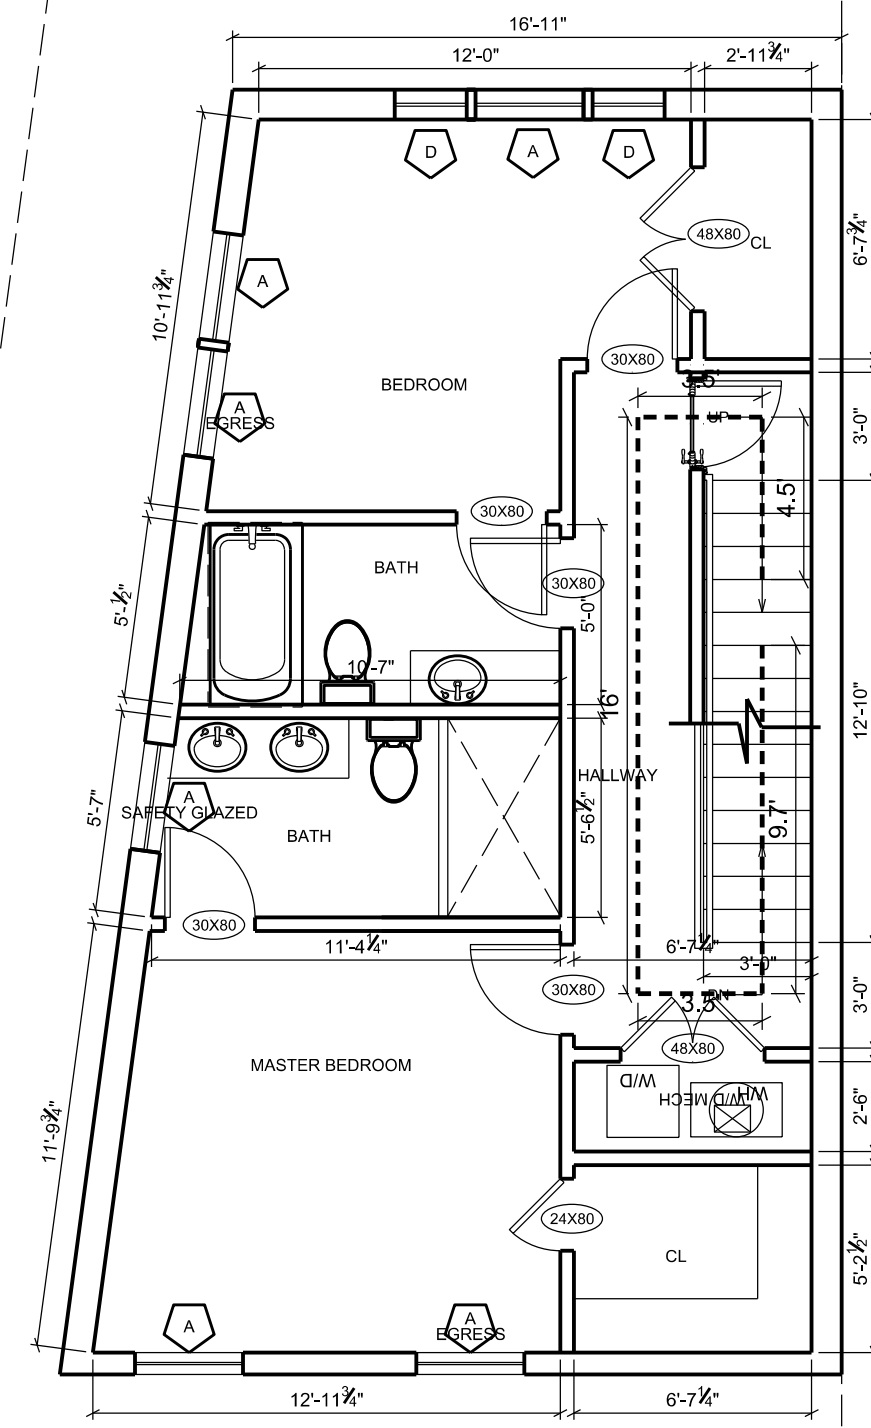 16'-11"
12'-0"
2'-11¾"
D
A
D
48X80
CL
6'-7¾"
A
10'-11¾"
30X80
BEDROOM
3.5'
A
EGRESS
UP
3'-0"
4.5'
30X80
BATH
30X80
5'-½"
5'-0"
10'-7"
16'
12'-10"
HALLWAY
A
SAFETY GLAZED
5'-7"
5'-6½"
9.7'
BATH
30X80
11'-4¼"
6'-7¼"
3'-0"
30X80
DN
3.5'
3'-0"
48X80
MASTER BEDROOM
W/D
W/D MECH
WH
2'-6"
11'-9¾"
24X80
CL
5'-2½"
A
A
EGRESS
12'-11¾"
6'-7¼"